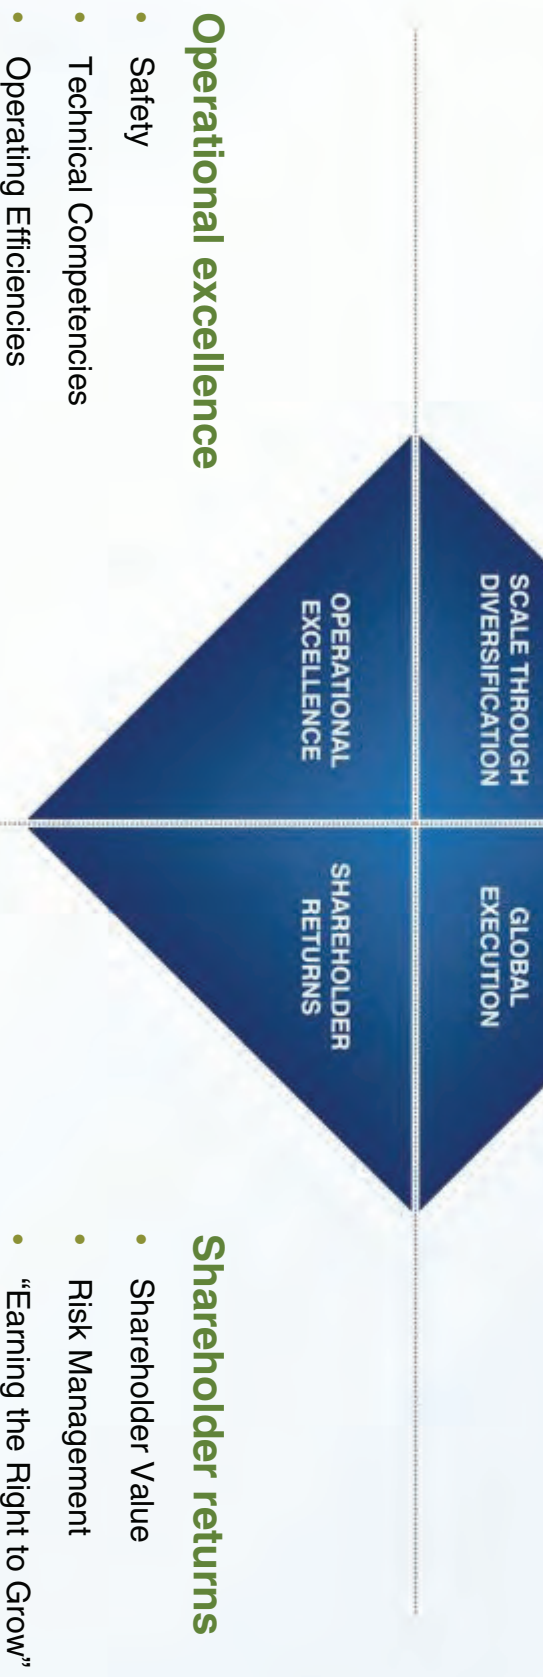 SCALE THROUGH
DIVERSIFICATION
GLOBAL
EXECUTION
OPERATIONAL
EXCELLENCE
SHAREHOLDER
RETURNS
Operational excellence
• Safety
• Technical Competencies
• Operating Efficiencies
Shareholder returns
• Shareholder Value
• Risk Management
• “Earning the Right to Grow”